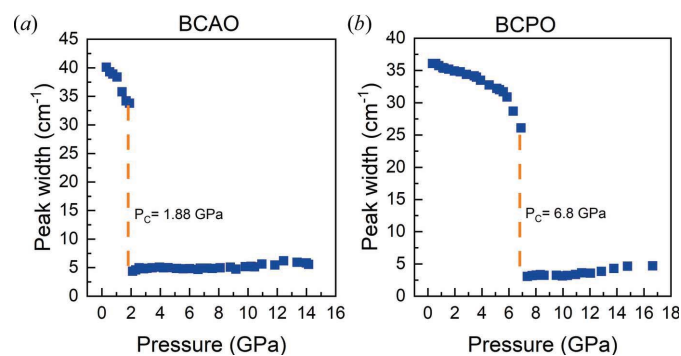 (a) BCAO
45
40
35
30
25
20
15
10
5
0
Peak width (cm⁻¹)
P_C= 1.88 GPa
0 2 4 6 8 10 12 14 16
Pressure (GPa)
(b) BCPO
40
35
30
25
20
15
10
5
0
Peak width (cm⁻¹)
P_C = 6.8 GPa
0 2 4 6 8 10 12 14 16 18
Pressure (GPa)